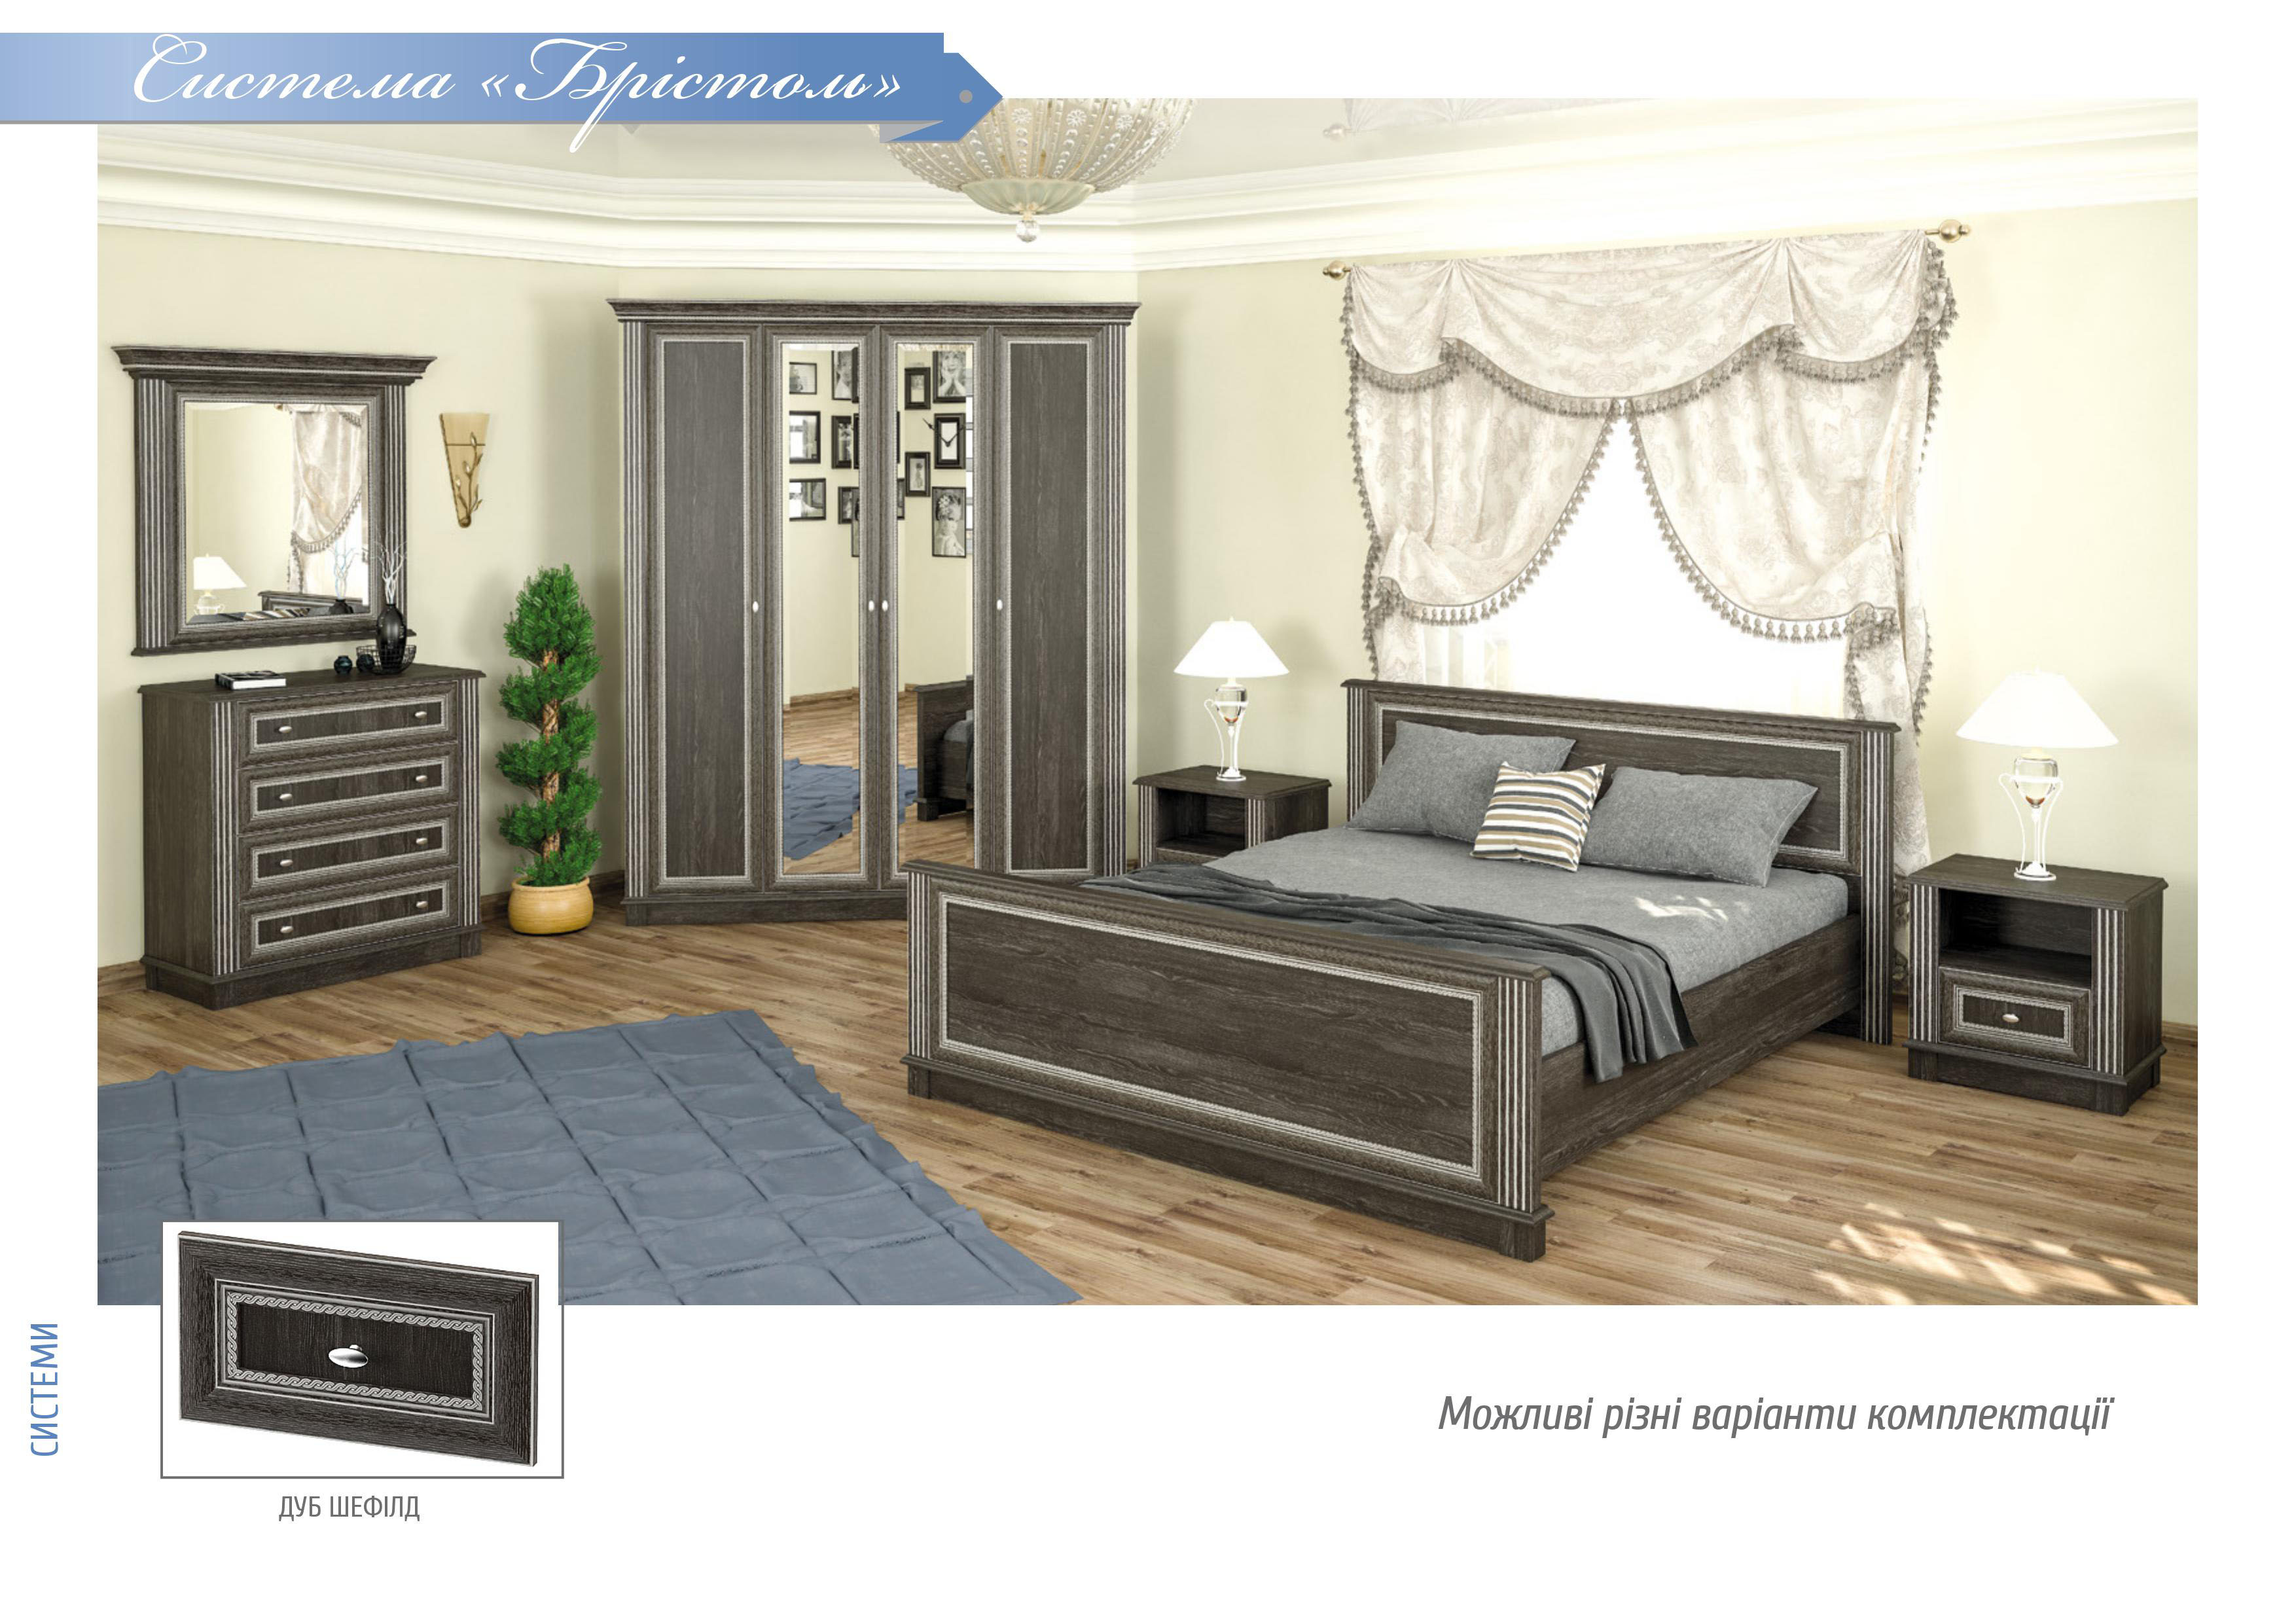 Система «Брістоль»
СИСТЕМИ
Можливі різні варіанти комплектації
ДУБ ШЕФІЛД